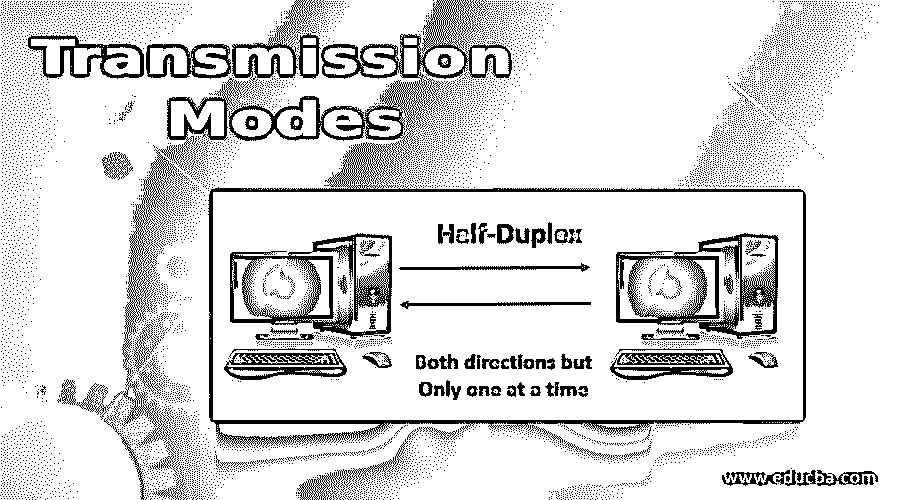 Transmission
Modes
Half-Duplex
Both directions but
Only one at a time
www.educba.com